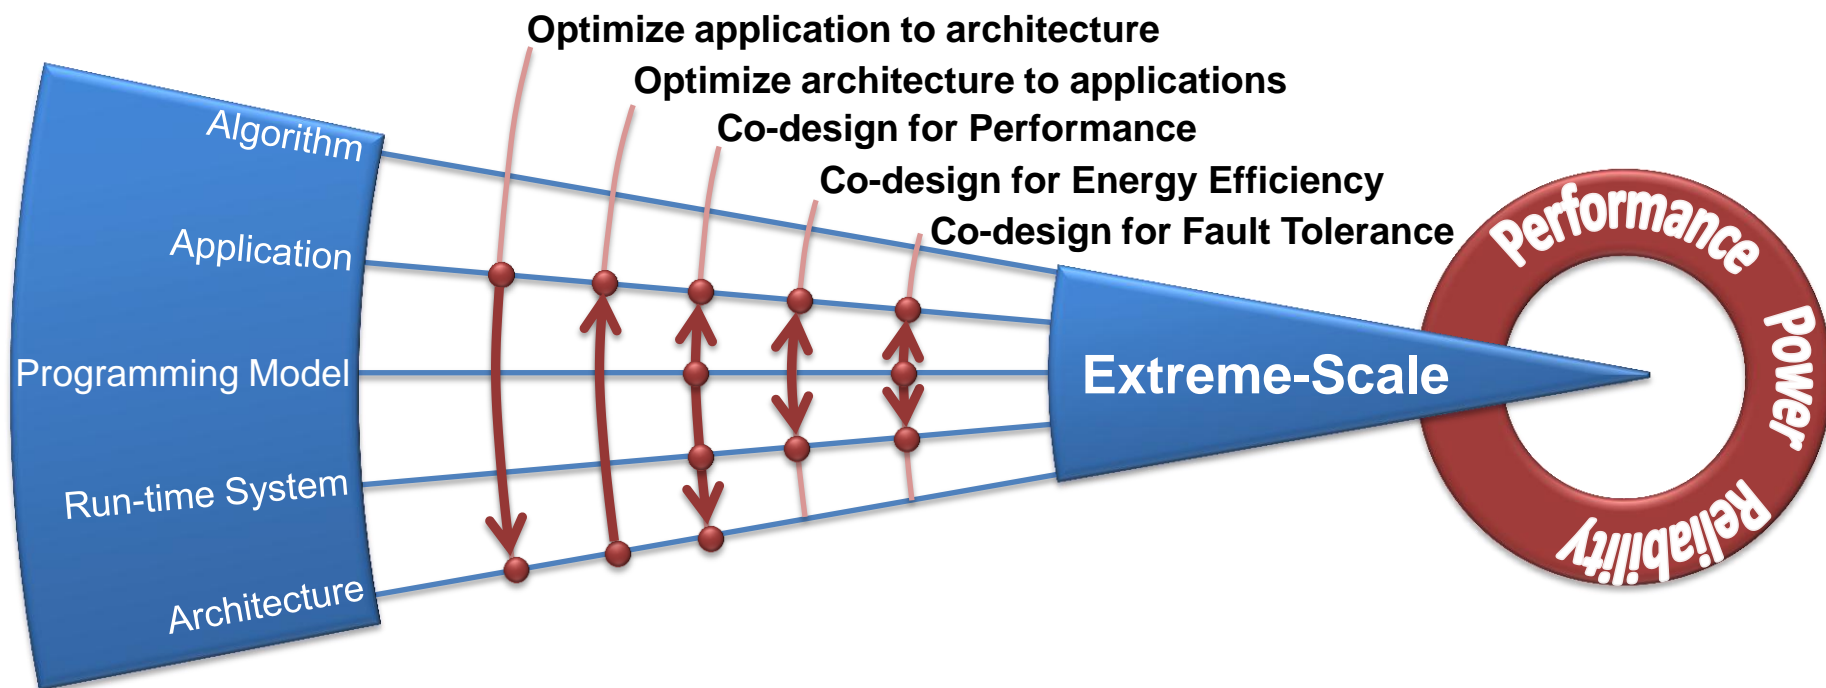 Optimize application to architecture
Optimize architecture to applications
Co-design for Performance
Co-design for Energy Efficiency
Co-design for Fault Tolerance
Algorithm
Application
Programming Model
Run-time System
Architecture
Extreme-Scale
Performance
Power
Reliability